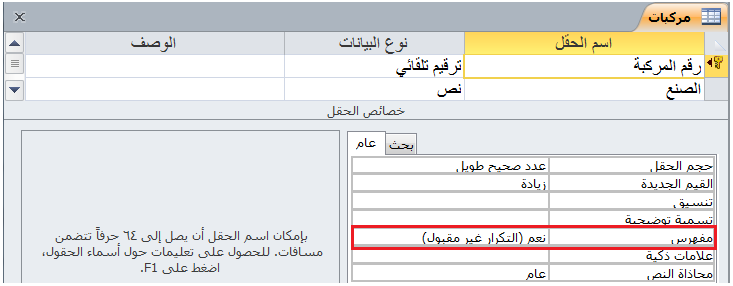 مركبات
اسم الحقل نوع البيانات الوصف
رقم المركبة ترقيم تلقائي
الصنع نص
خصائص الحقل
عام بحث
حجم الحقل عدد صحيح طويل
القيم الجديدة زيادة
تنسيق
تسمية توضيحية
مفهرس نعم (التكرار غير مقبول)
علامات ذكية
محاذاة النص عام
بإمكان اسم الحقل أن يصل إلى ٦٤ حرفاً تتضمن
مسافات. للحصول على تعليمات حول أسماء الحقول،
اضغط على F1.